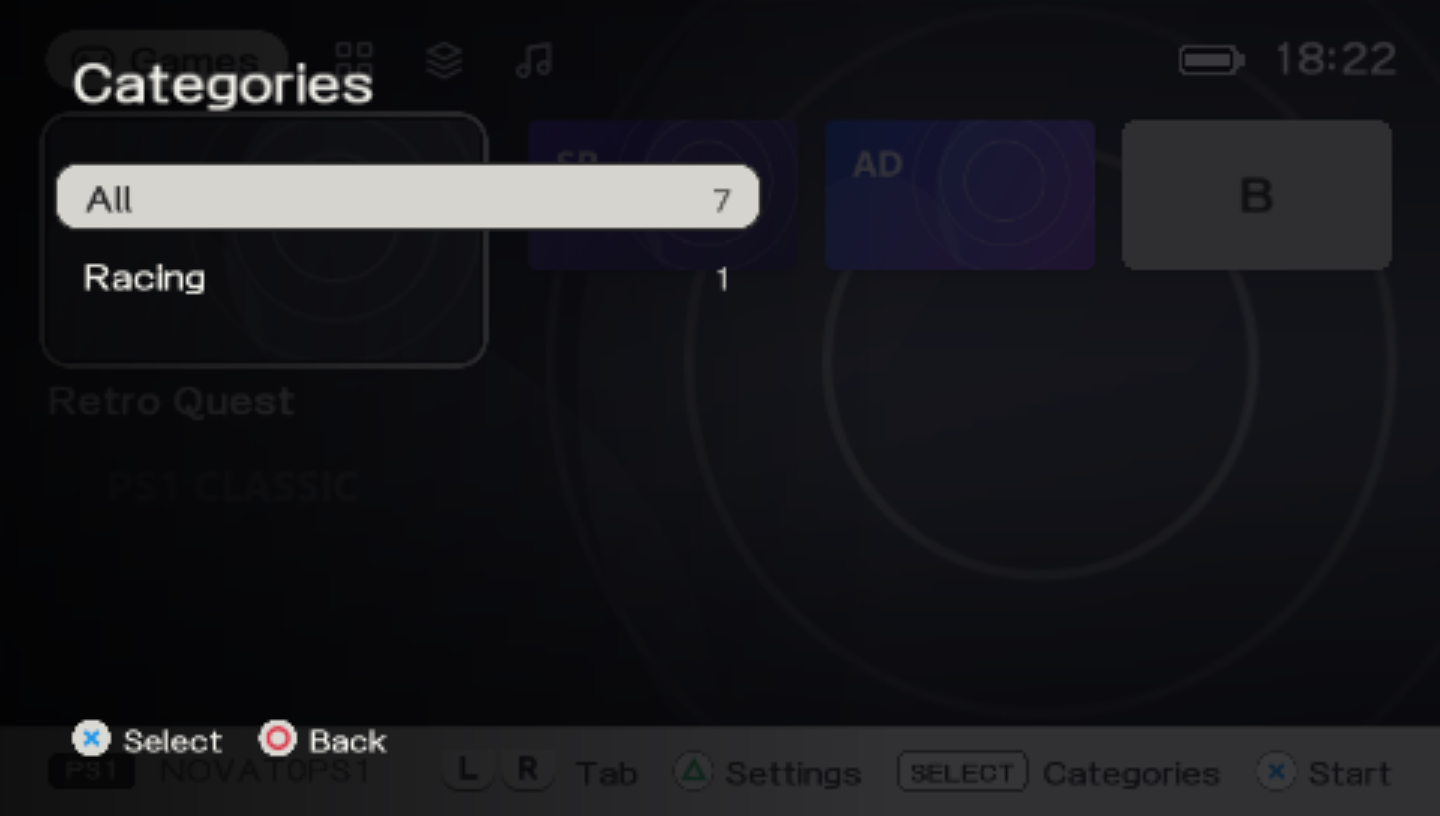 Games
18:22
Categories
SP
AD
B
All 7
Racing 1
Retro Quest
PS1 CLASSIC
Select Back
PS1 NOVAT0PS1 L R Tab Settings SELECT Categories Start